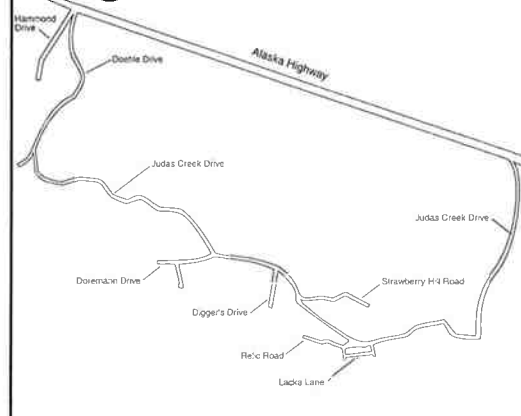 Hammond
Drive
Doehle Drive
Alaska Highway
Judas Creek Drive
Judas Creek Drive
Doremann Drive
Strawberry Hill Road
Digger's Drive
Relic Road
Lacka Lane